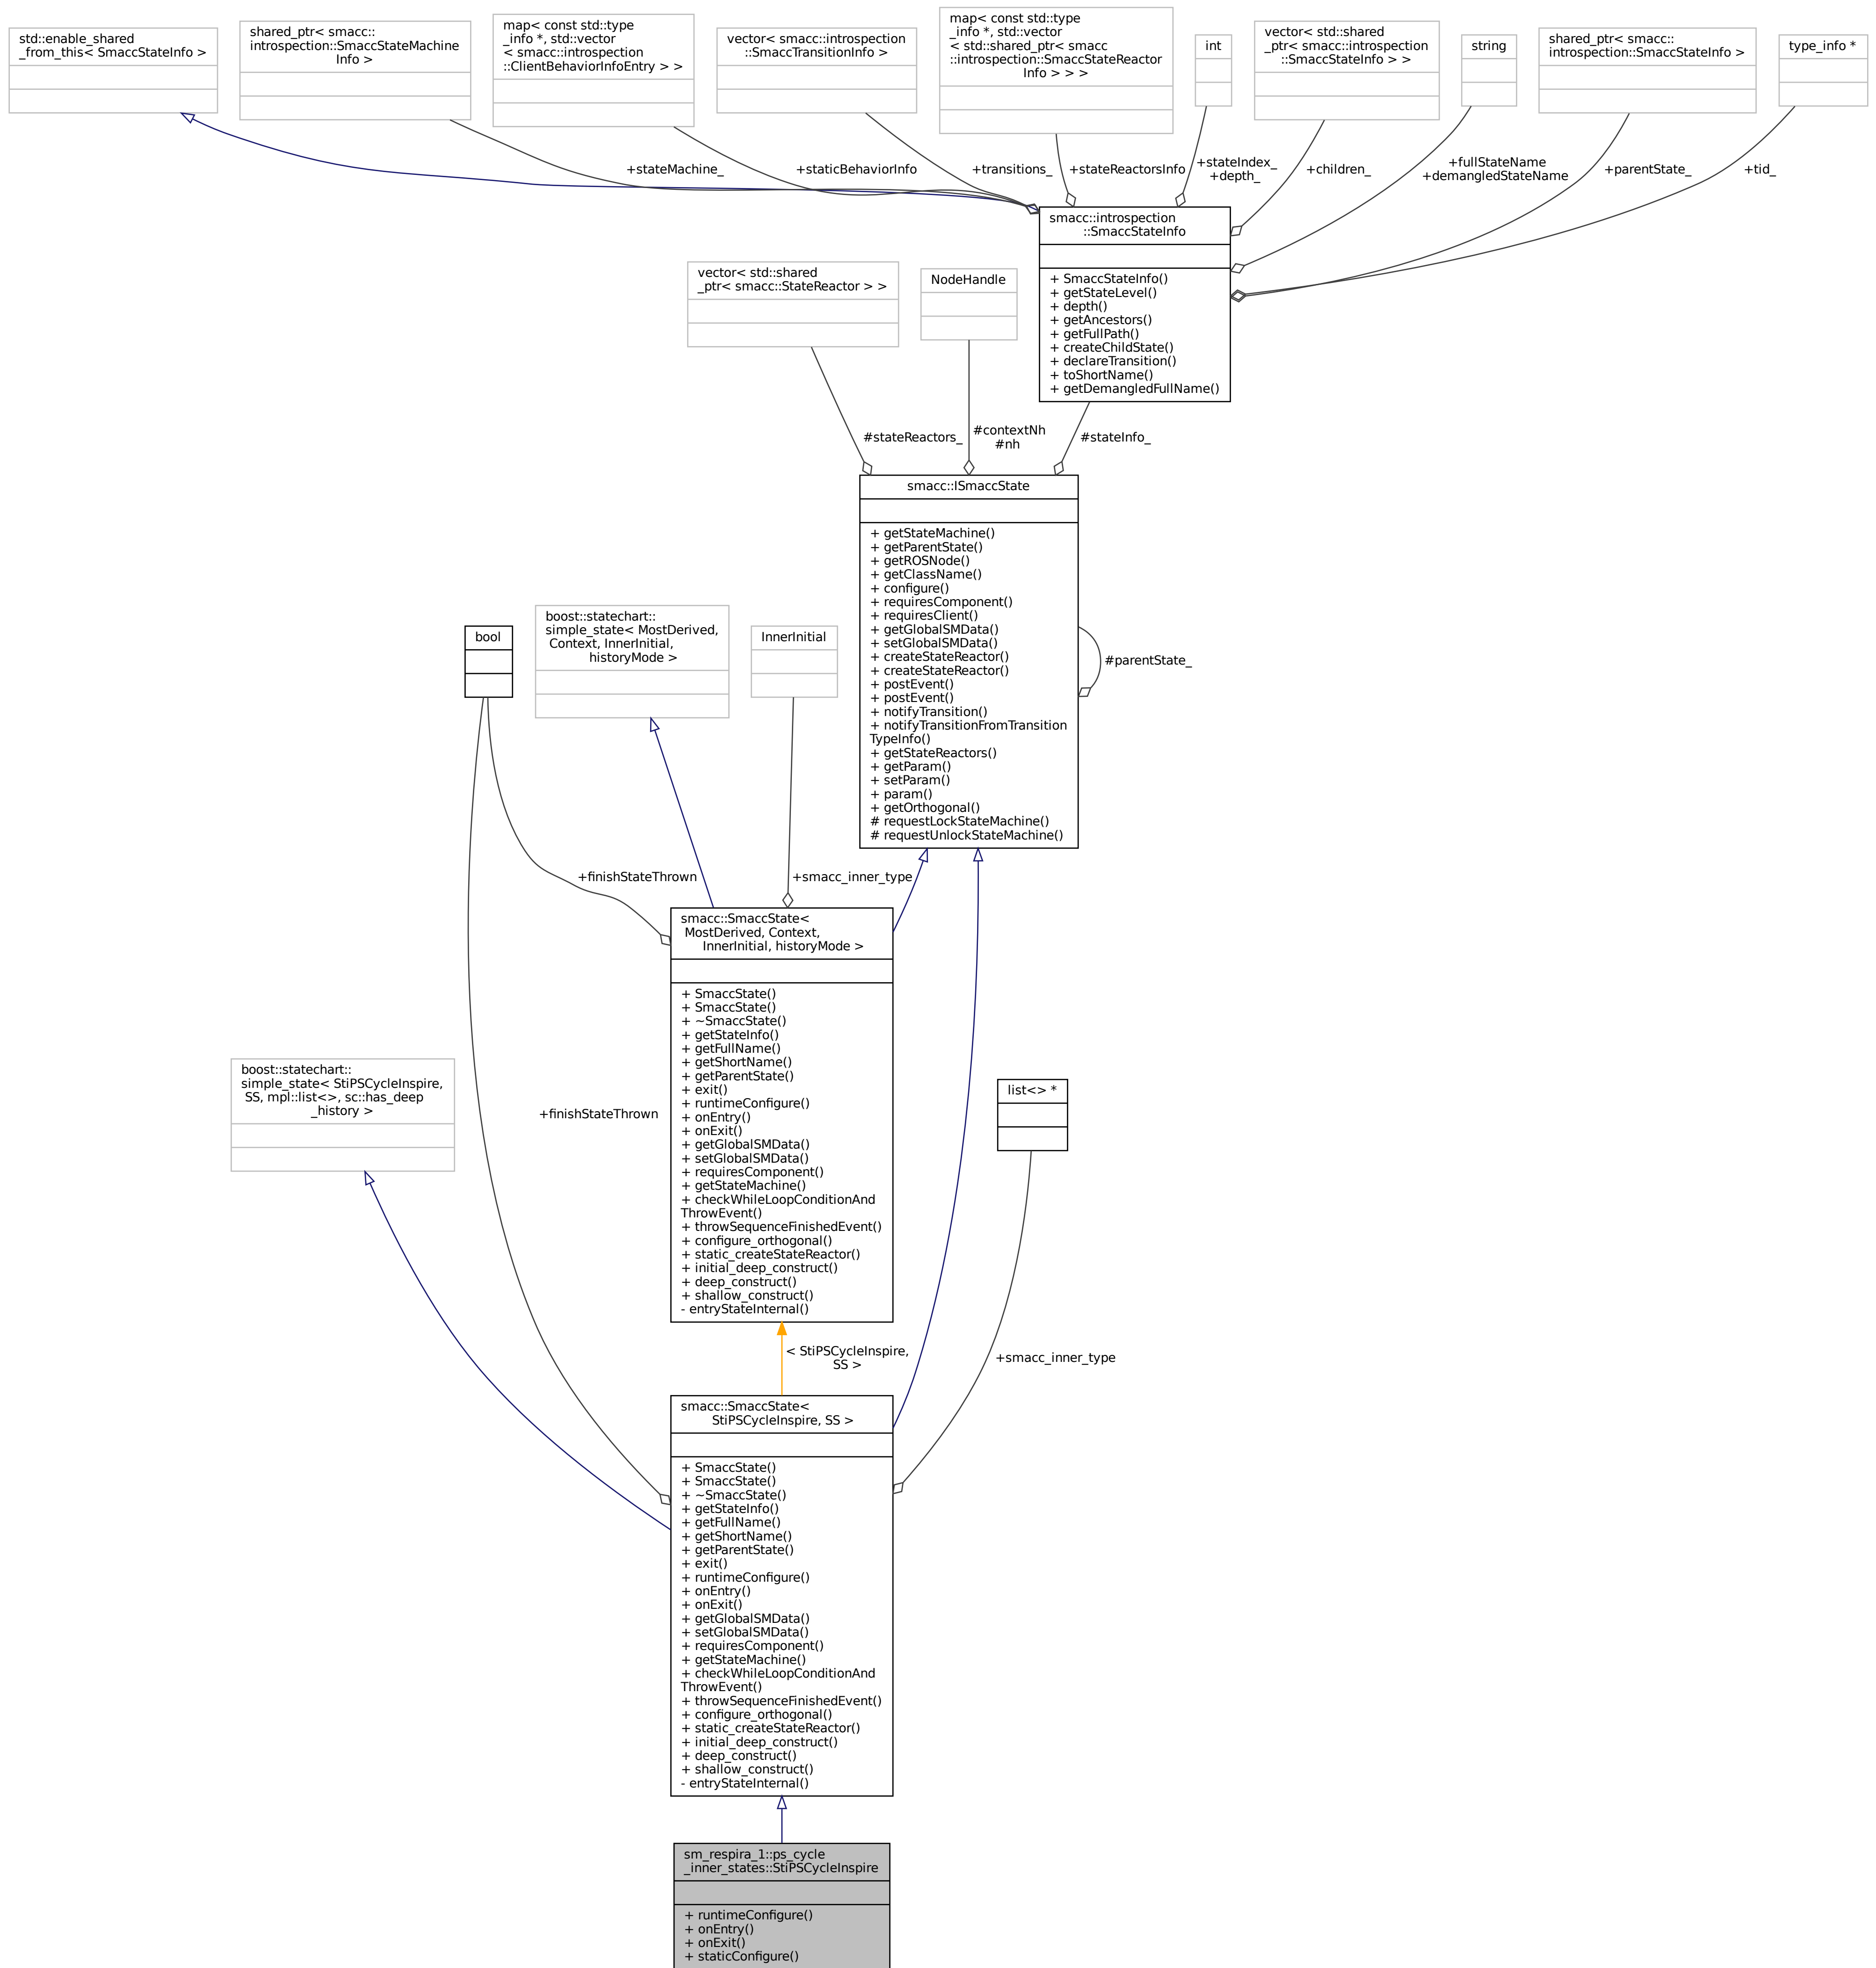 std::enable_shared
_from_this< SmaccStateInfo >
shared_ptr< smacc::
introspection::SmaccStateMachine
Info >
map< const std::type
_info *, std::vector
< smacc::introspection
::ClientBehaviorInfoEntry > >
vector< smacc::introspection
::SmaccTransitionInfo >
map< const std::type
_info *, std::vector
< std::shared_ptr< smacc
::introspection::SmaccStateReactor
Info > > >
int
vector< std::shared
_ptr< smacc::introspection
::SmaccStateInfo > >
string
shared_ptr< smacc::
introspection::SmaccStateInfo >
type_info *
+stateMachine_
+staticBehaviorInfo
+transitions_
+stateReactorsInfo
+stateIndex_
+depth_
+children_
+fullStateName
+demangledStateName
+parentState_
+tid_
smacc::introspection
::SmaccStateInfo
+ SmaccStateInfo()
+ getStateLevel()
+ depth()
+ getAncestors()
+ getFullPath()
+ createChildState()
+ declareTransition()
+ toShortName()
+ getDemangledFullName()
vector< std::shared
_ptr< smacc::StateReactor > >
NodeHandle
#stateReactors_
#contextNh
#nh
#stateInfo_
smacc::ISmaccState
+ getStateMachine()
+ getParentState()
+ getROSNode()
+ getClassName()
+ configure()
+ requiresComponent()
+ requiresClient()
+ getGlobalSMData()
+ setGlobalSMData()
+ createStateReactor()
+ createStateReactor()
+ postEvent()
+ postEvent()
+ notifyTransition()
+ notifyTransitionFromTransition
TypeInfo()
+ getStateReactors()
+ getParam()
+ setParam()
+ param()
+ getOrthogonal()
# requestLockStateMachine()
# requestUnlockStateMachine()
#parentState_
bool
boost::statechart::
simple_state< MostDerived,
Context, InnerInitial,
historyMode >
InnerInitial
+finishStateThrown
+smacc_inner_type
smacc::SmaccState<
MostDerived, Context,
InnerInitial, historyMode >
+ SmaccState()
+ SmaccState()
+ ~SmaccState()
+ getStateInfo()
+ getFullName()
+ getShortName()
+ getParentState()
+ exit()
+ runtimeConfigure()
+ onEntry()
+ onExit()
+ getGlobalSMData()
+ setGlobalSMData()
+ requiresComponent()
+ getStateMachine()
+ checkWhileLoopConditionAnd
ThrowEvent()
+ throwSequenceFinishedEvent()
+ configure_orthogonal()
+ static_createStateReactor()
+ initial_deep_construct()
+ deep_construct()
+ shallow_construct()
- entryStateInternal()
boost::statechart::
simple_state< StiPSCycleInspire,
SS, mpl::list<>, sc::has_deep
_history >
+finishStateThrown
list<> *
< StiPSCycleInspire,
SS >
+smacc_inner_type
smacc::SmaccState<
StiPSCycleInspire, SS >
+ SmaccState()
+ SmaccState()
+ ~SmaccState()
+ getStateInfo()
+ getFullName()
+ getShortName()
+ getParentState()
+ exit()
+ runtimeConfigure()
+ onEntry()
+ onExit()
+ getGlobalSMData()
+ setGlobalSMData()
+ requiresComponent()
+ getStateMachine()
+ checkWhileLoopConditionAnd
ThrowEvent()
+ throwSequenceFinishedEvent()
+ configure_orthogonal()
+ static_createStateReactor()
+ initial_deep_construct()
+ deep_construct()
+ shallow_construct()
- entryStateInternal()
sm_respira_1::ps_cycle
_inner_states::StiPSCycleInspire
+ runtimeConfigure()
+ onEntry()
+ onExit()
+ staticConfigure()